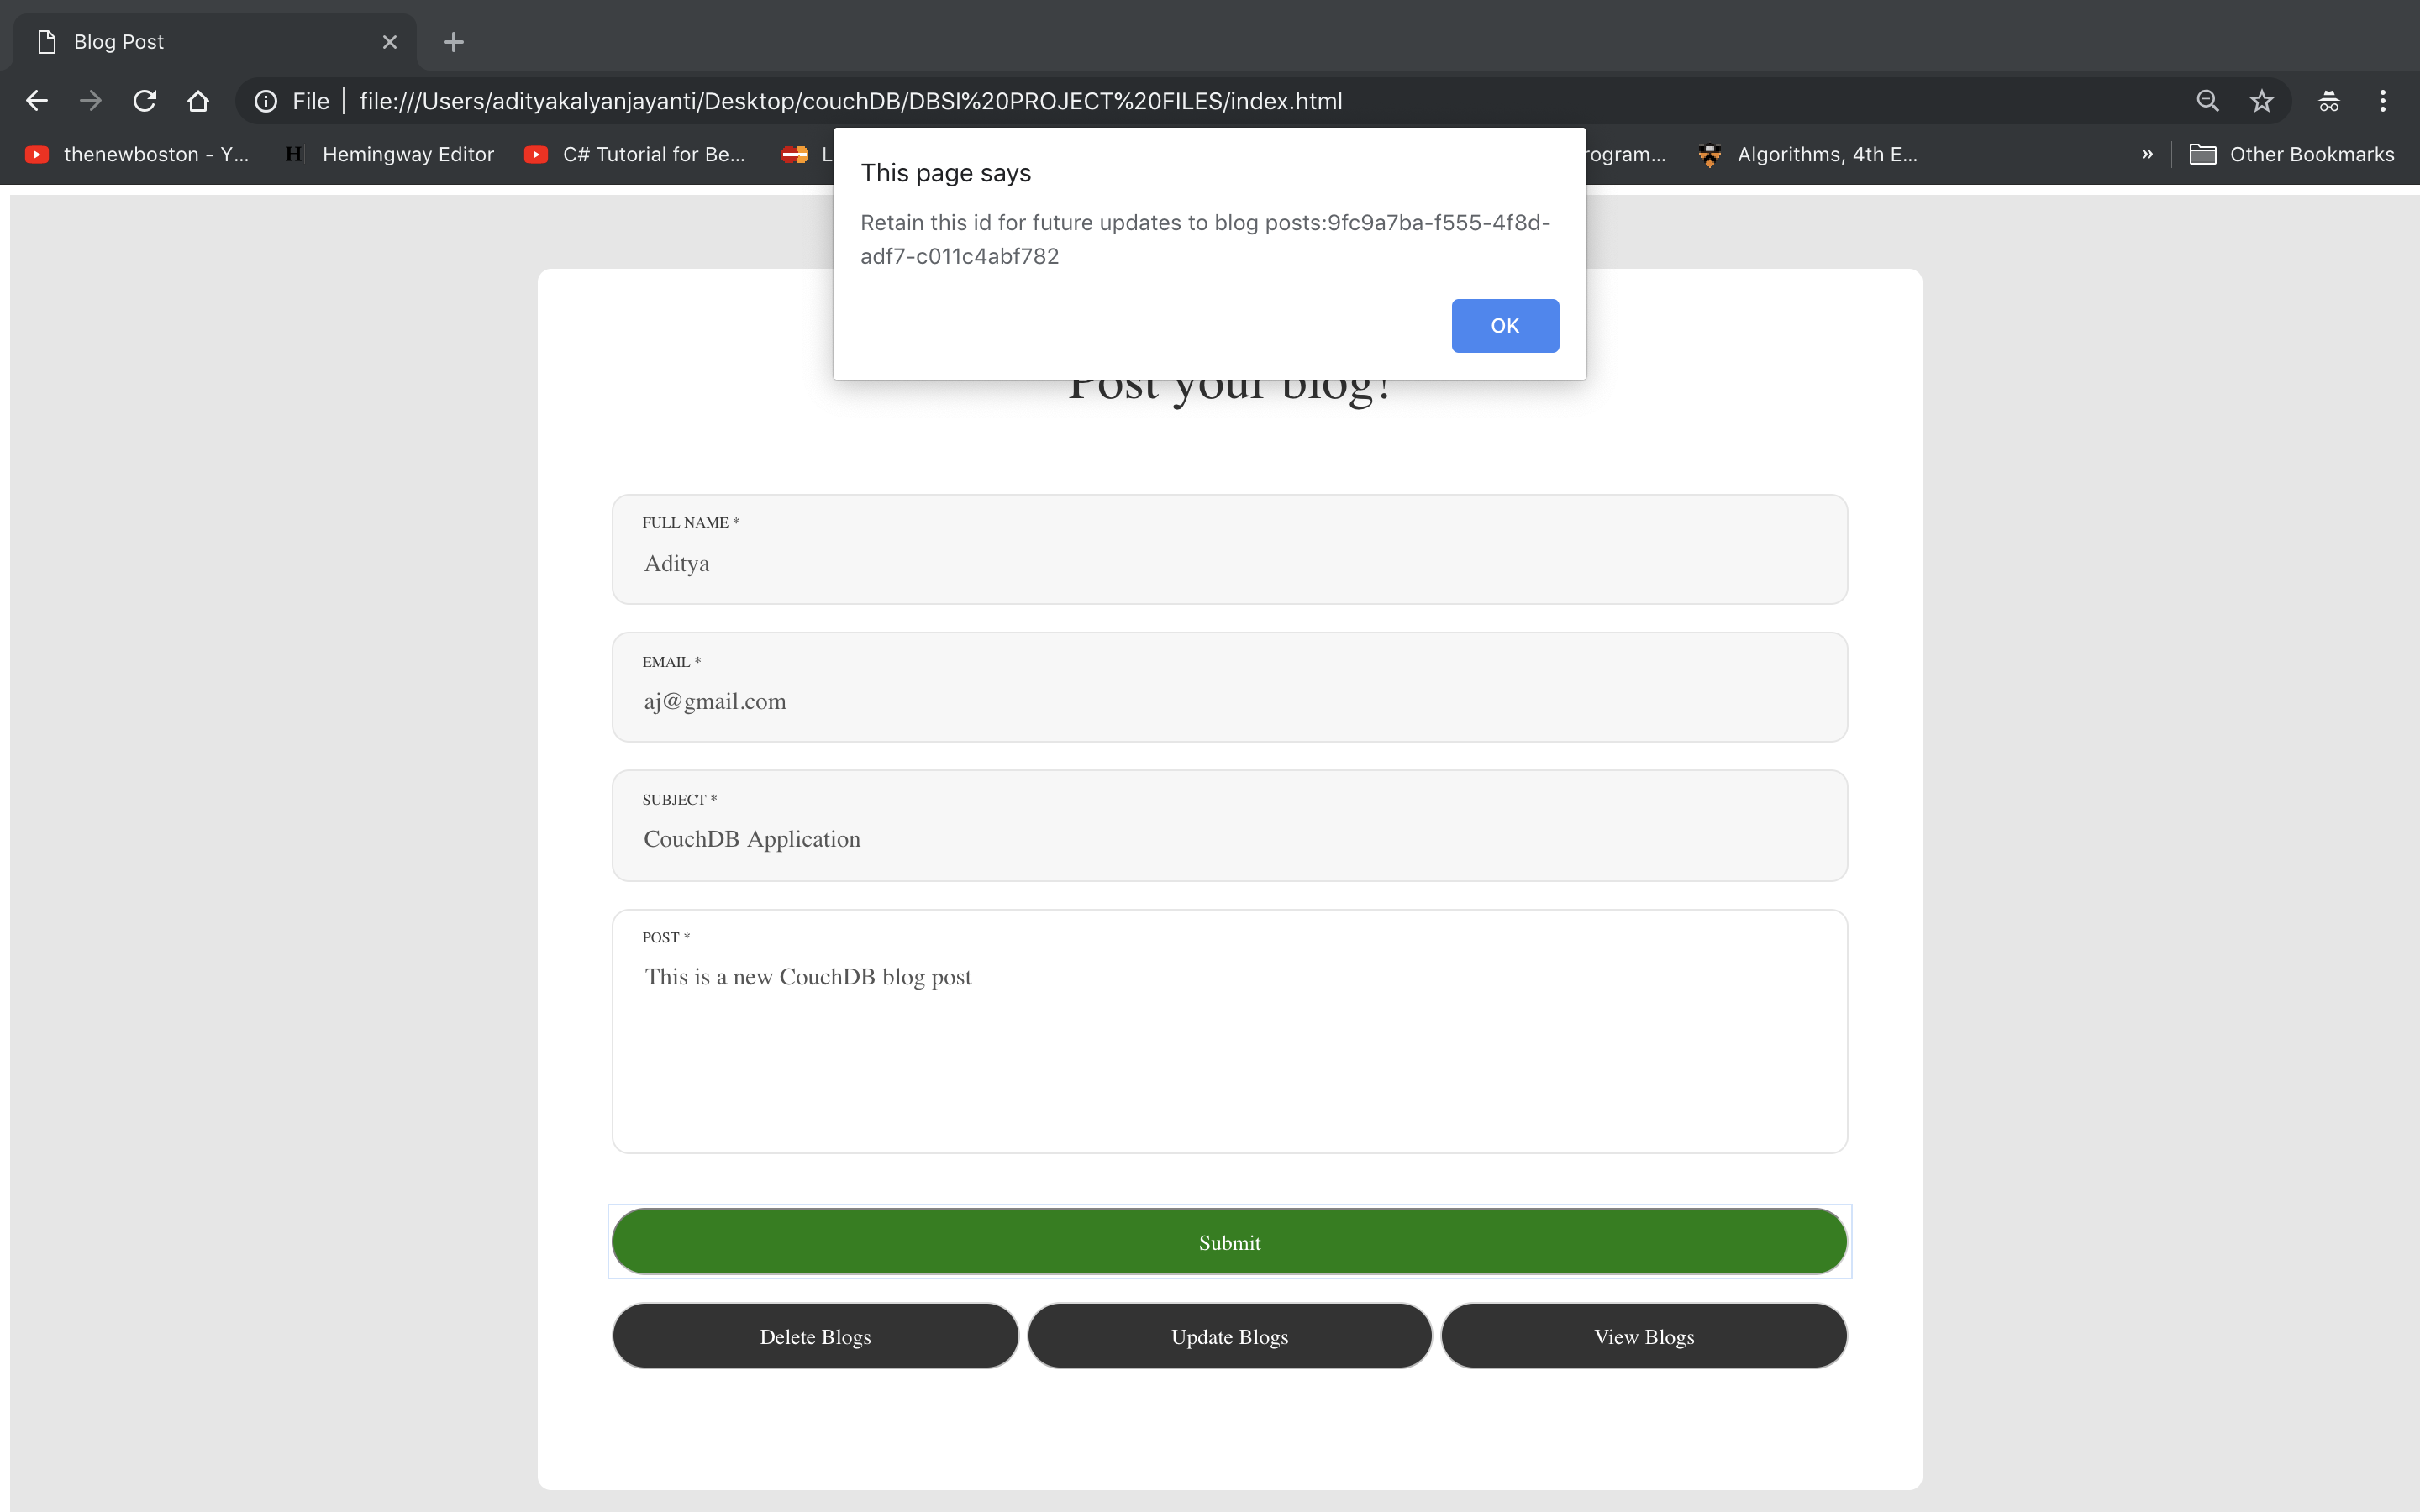 Blog Post
File file:///Users/adityakalyanjayanti/Desktop/couchDB/DBSI%20PROJECT%20FILES/index.html
thenewboston - Y... H Hemingway Editor C# Tutorial for Be... L rogram... Algorithms, 4th E... » Other Bookmarks
This page says
Retain this id for future updates to blog posts:9fc9a7ba-f555-4f8d-
adf7-c011c4abf782
OK
Post your blog!
FULL NAME *
Aditya
EMAIL *
aj@gmail.com
SUBJECT *
CouchDB Application
POST *
This is a new CouchDB blog post
Submit
Delete Blogs Update Blogs View Blogs